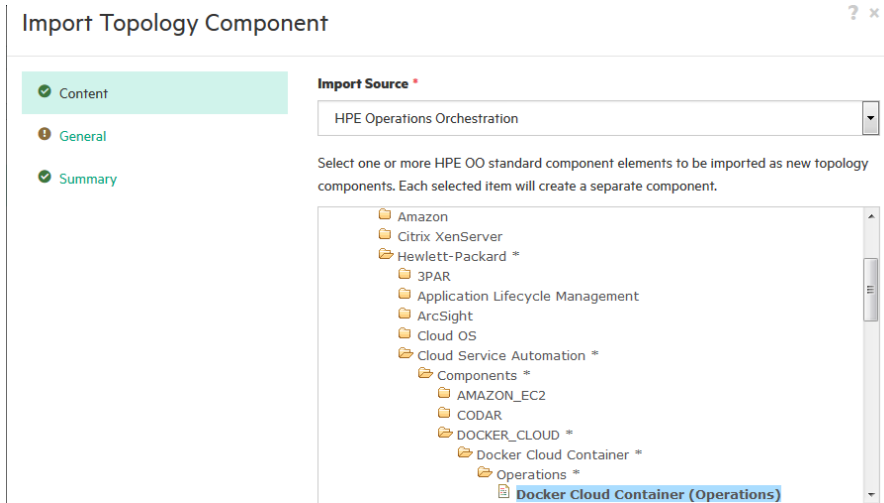 Import Topology Component
? ×
Content
General
Summary
Import Source *
HPE Operations Orchestration
Select one or more HPE OO standard component elements to be imported as new topology
components. Each selected item will create a separate component.
Amazon
Citrix XenServer
Hewlett-Packard *
3PAR
Application Lifecycle Management
ArcSight
Cloud OS
Cloud Service Automation *
Components *
AMAZON_EC2
CODAR
DOCKER_CLOUD *
Docker Cloud Container *
Operations *
Docker Cloud Container (Operations)